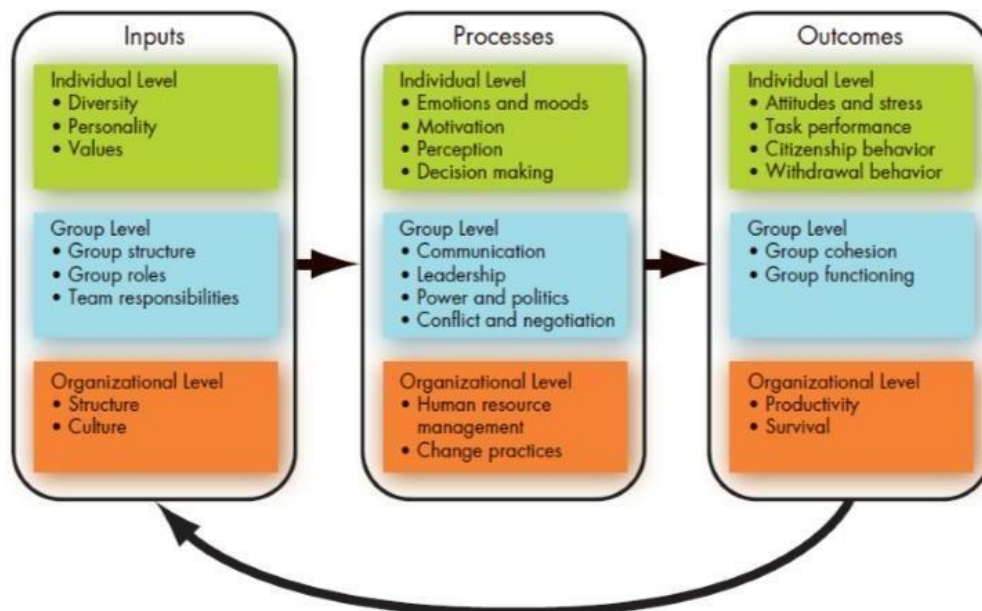 Inputs
Individual Level
• Diversity
• Personality
• Values
Group Level
• Group structure
• Group roles
• Team responsibilities
Organizational Level
• Structure
• Culture
Processes
Individual Level
• Emotions and moods
• Motivation
• Perception
• Decision making
Group Level
• Communication
• Leadership
• Power and politics
• Conflict and negotiation
Organizational Level
• Human resource
management
• Change practices
Outcomes
Individual Level
• Attitudes and stress
• Task performance
• Citizenship behavior
• Withdrawal behavior
Group Level
• Group cohesion
• Group functioning
Organizational Level
• Productivity
• Survival